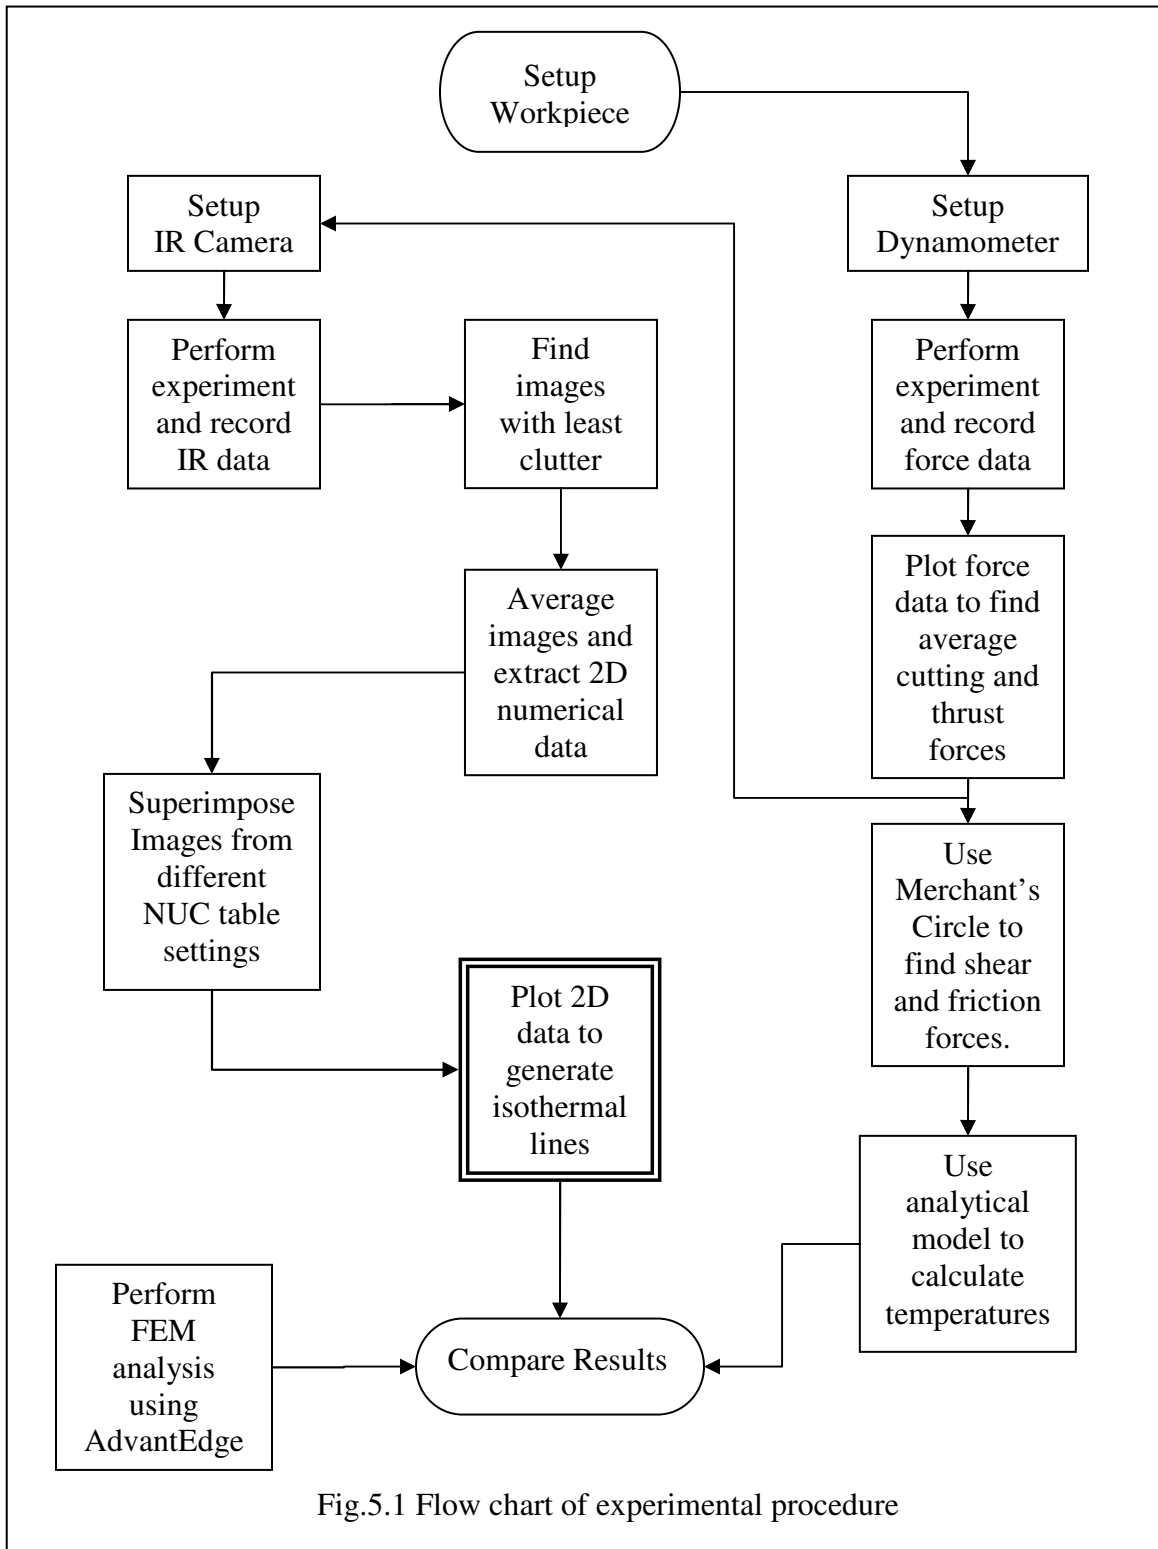 Setup
Workpiece
Setup
IR Camera
Setup
Dynamometer
Perform
experiment
and record
IR data
Find
images
with least
clutter
Perform
experiment
and record
force data
Average
images and
extract 2D
numerical
data
Plot force
data to find
average
cutting and
thrust
forces
Superimpose
Images from
different
NUC table
settings
Use
Merchant’s
Circle to
find shear
and friction
forces.
Plot 2D
data to
generate
isothermal
lines
Use
analytical
model to
calculate
temperatures
Perform
FEM
analysis
using
AdvantEdge
Compare Results
Fig.5.1 Flow chart of experimental procedure